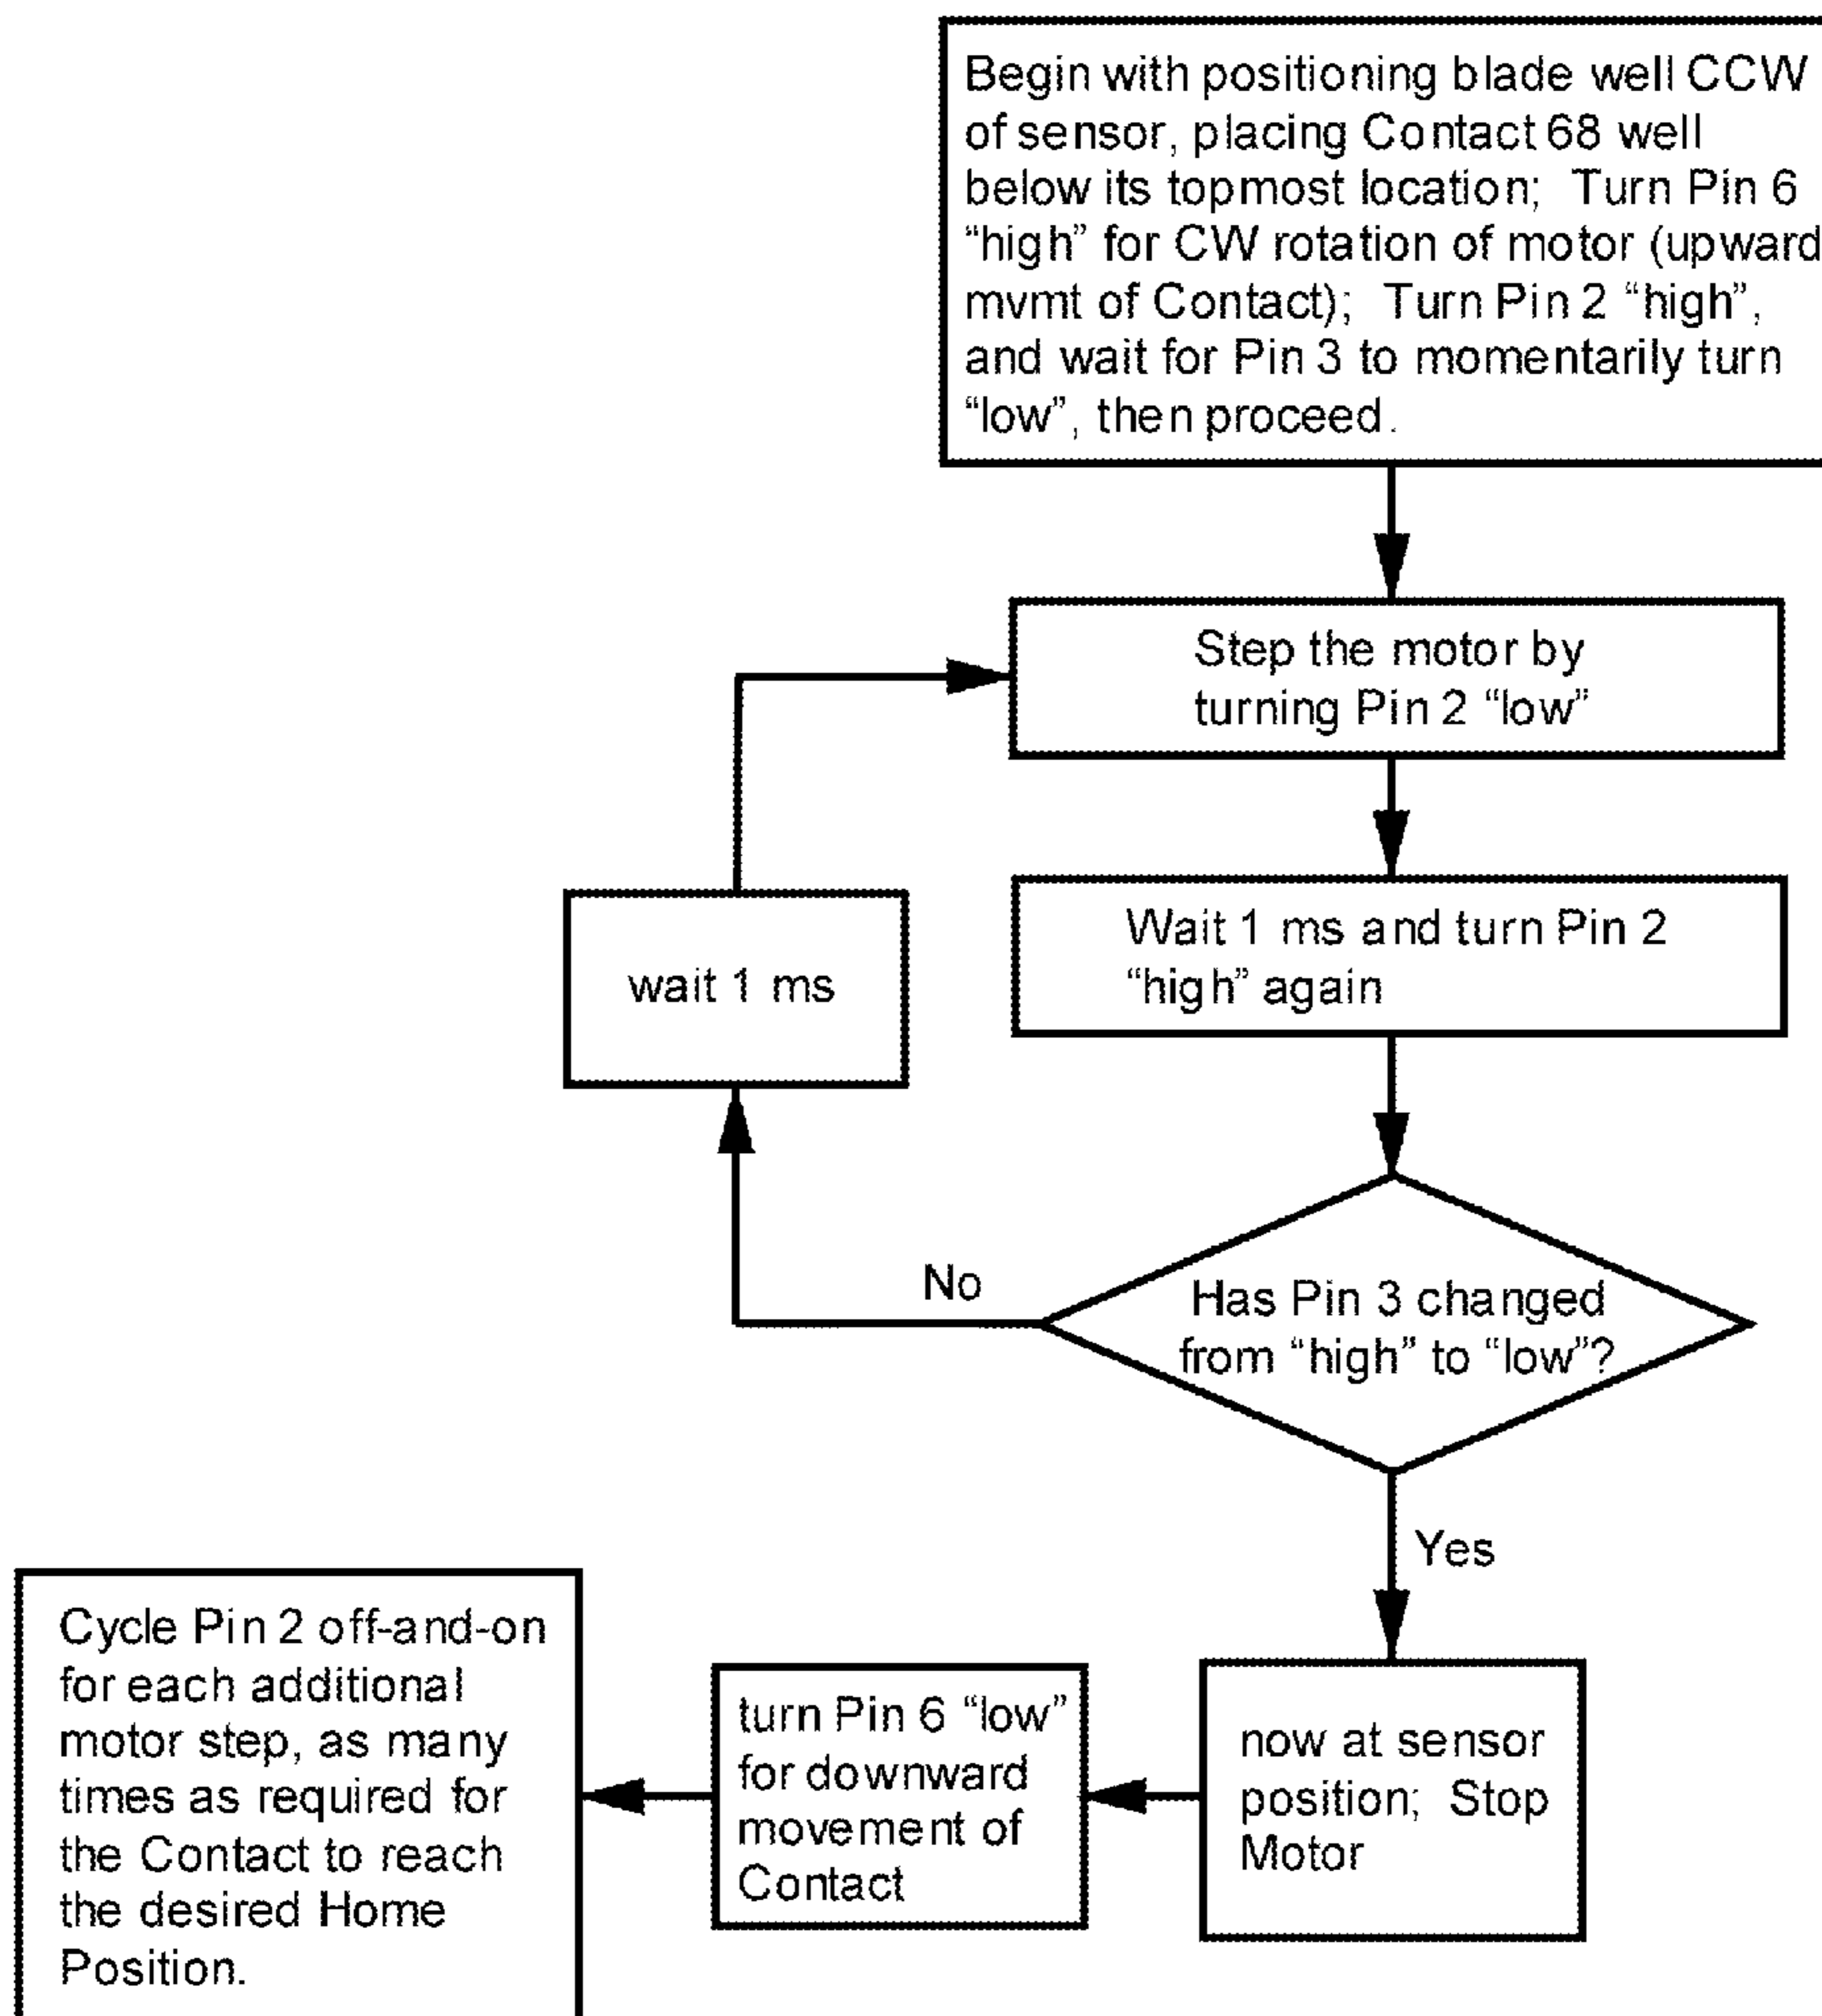 Begin with positioning blade well CCW
of sensor, placing Contact 68 well
below its topmost location;  Turn Pin 6
“high” for CW rotation of motor (upward
mvmt of Contact);  Turn Pin 2 “high”,
and wait for Pin 3 to momentarily turn
“low”, then proceed.
Step the motor by
turning Pin 2 “low”
Wait 1 ms and turn Pin 2
“high” again
wait 1 ms
Has Pin 3 changed
from “high” to “low”?
No
Yes
now at sensor
position;  Stop
Motor
turn Pin 6 “low”
for downward
movement of
Contact
Cycle Pin 2 off-and-on
for each additional
motor step, as many
times as required for
the Contact to reach
the desired Home
Position.